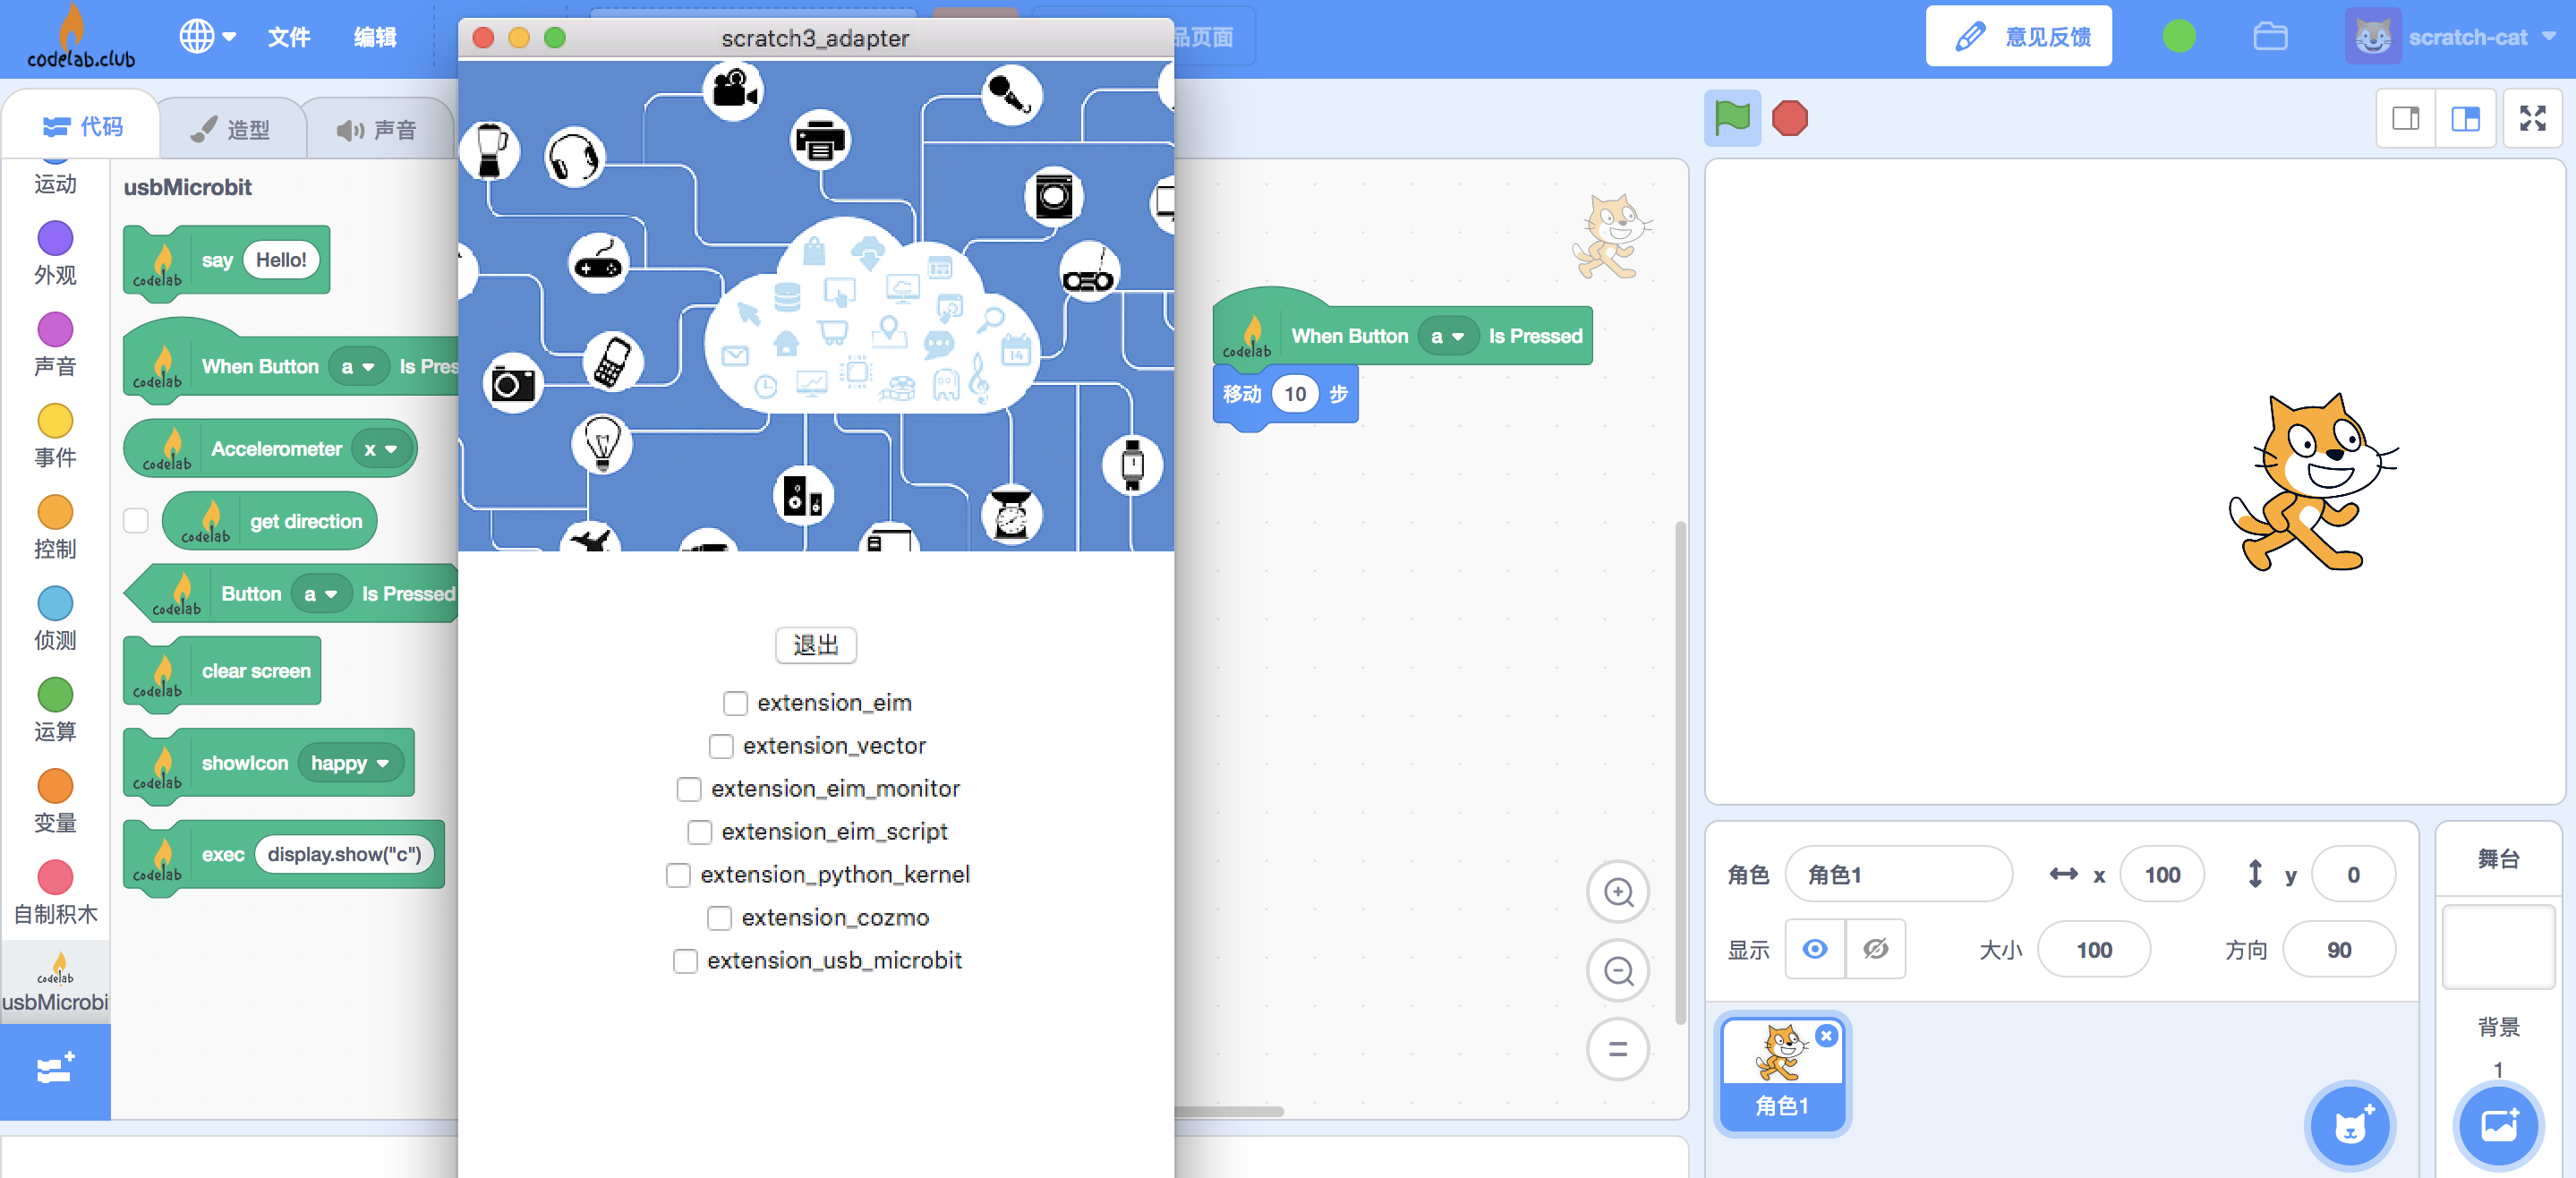 codelab.club
文件
编辑
scratch3_adapter
品页面
意见反馈
scratch-cat
代码
造型
声音
运动
外观
声音
事件
控制
侦测
运算
变量
自制积木
codelab
usbMicrobi
usbMicrobit
codelab say Hello!
codelab When Button a Is Pres
codelab Accelerometer x
codelab get direction
codelab Button a Is Pressed
codelab clear screen
codelab showIcon happy
codelab exec display.show("c")
14
退出
extension_eim
extension_vector
extension_eim_monitor
extension_eim_script
extension_python_kernel
extension_cozmo
extension_usb_microbit
codelab When Button a Is Pressed
移动 10 步
角色 角色1 x 100 y 0
显示 大小 100 方向 90
角色1
舞台
背景
1